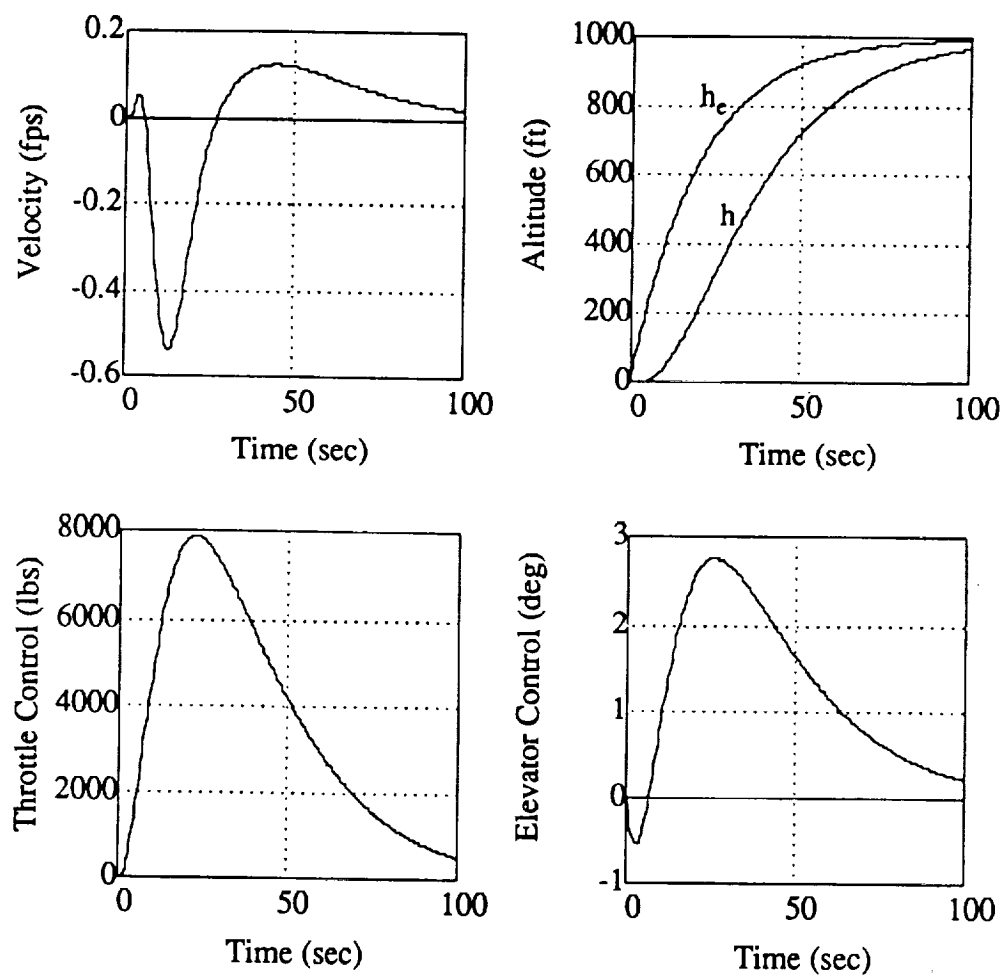 Velocity (fps)
0.2
0
-0.2
-0.4
-0.6
0 50 100
Time (sec)
Altitude (ft)
1000
800
600
400
200
0
h_c
h
0 50 100
Time (sec)
Throttle Control (lbs)
8000
6000
4000
2000
0
0 50 100
Time (sec)
Elevator Control (deg)
3
2
1
0
-1
0 50 100
Time (sec)